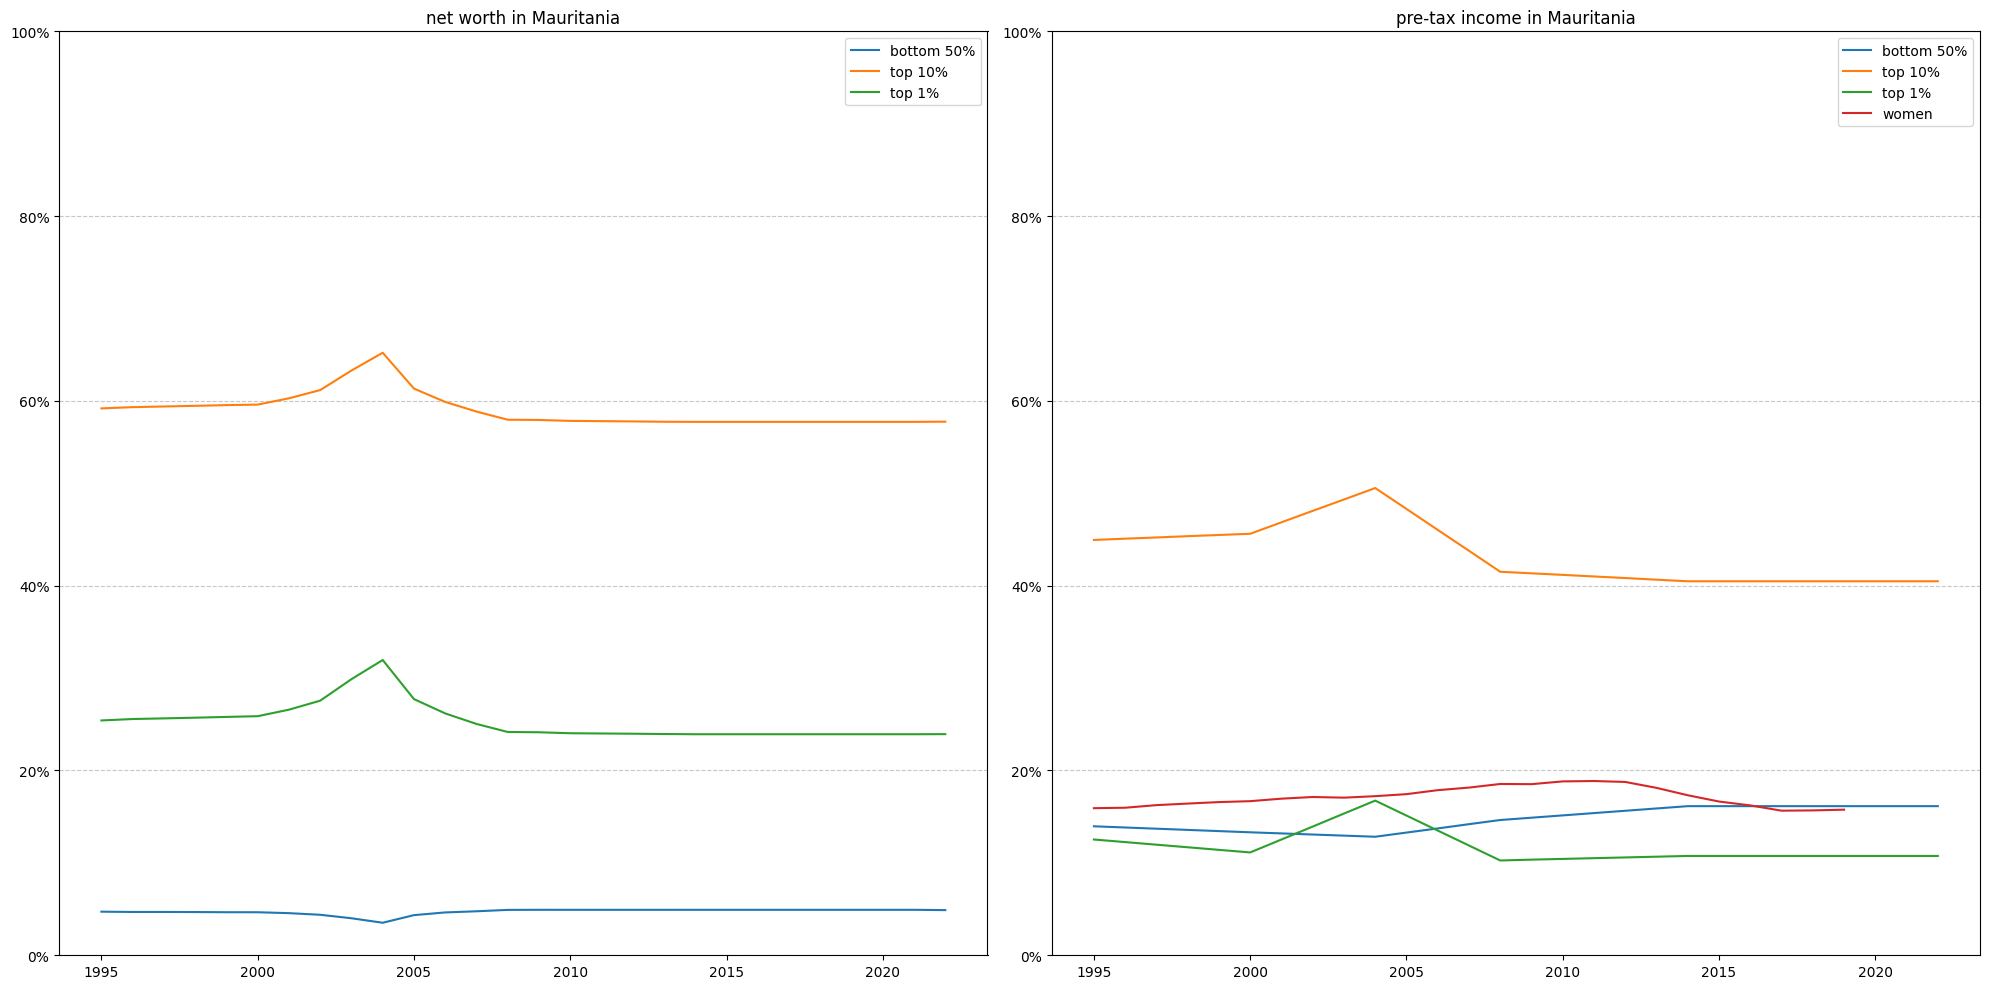 net worth in Mauritania
100%
80%
60%
40%
20%
0%
1995 2000 2005 2010 2015 2020
bottom 50%
top 10%
top 1%
pre-tax income in Mauritania
100%
80%
60%
40%
20%
0%
1995 2000 2005 2010 2015 2020
bottom 50%
top 10%
top 1%
women